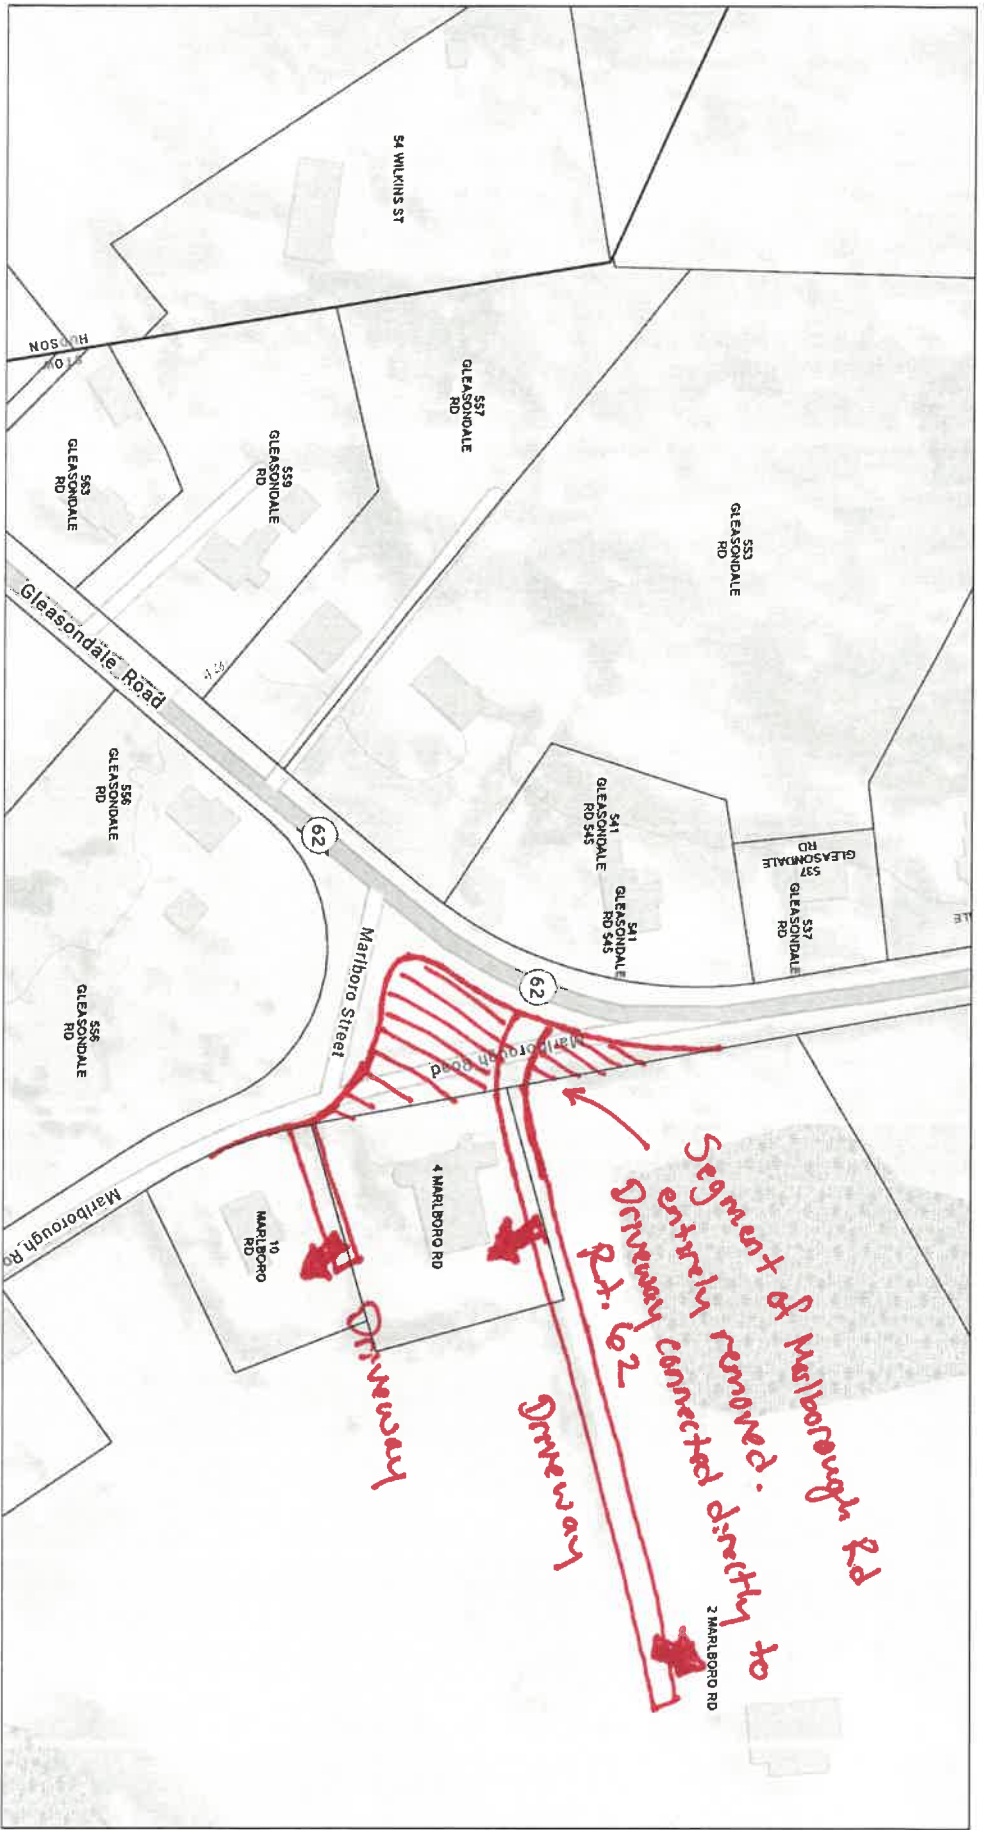 54 WILKINS ST
HUDSON
STOW
563
GLEASONDALE
RD
559
GLEASONDALE
RD
557
GLEASONDALE
RD
553
GLEASONDALE
RD
Gleasondale Road
62
556
GLEASONDALE
RD
556
GLEASONDALE
RD
541
GLEASONDALE
RD 545
541
GLEASONDALE
RD 545
537
GLEASONDALE
RD
537
GLEASONDALE
RD
62
Marlboro Street
Marlborough Road
Marlborough Ro
4 MARLBORO RD
10
MARLBORO
RD
2 MARLBORO RD
Segment of Marlborough Rd
entirely removed.
Driveway connected directly to
Rt. 62
Driveway
Driveway